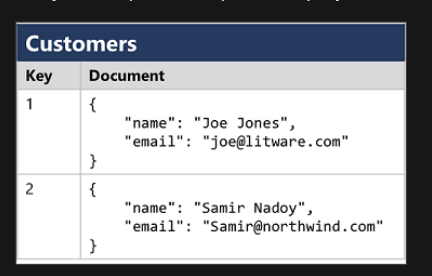 Customers
Key Document
1 {
"name": "Joe Jones",
"email": "joe@litware.com"
}
2 {
"name": "Samir Nadoy",
"email": "Samir@northwind.com"
}